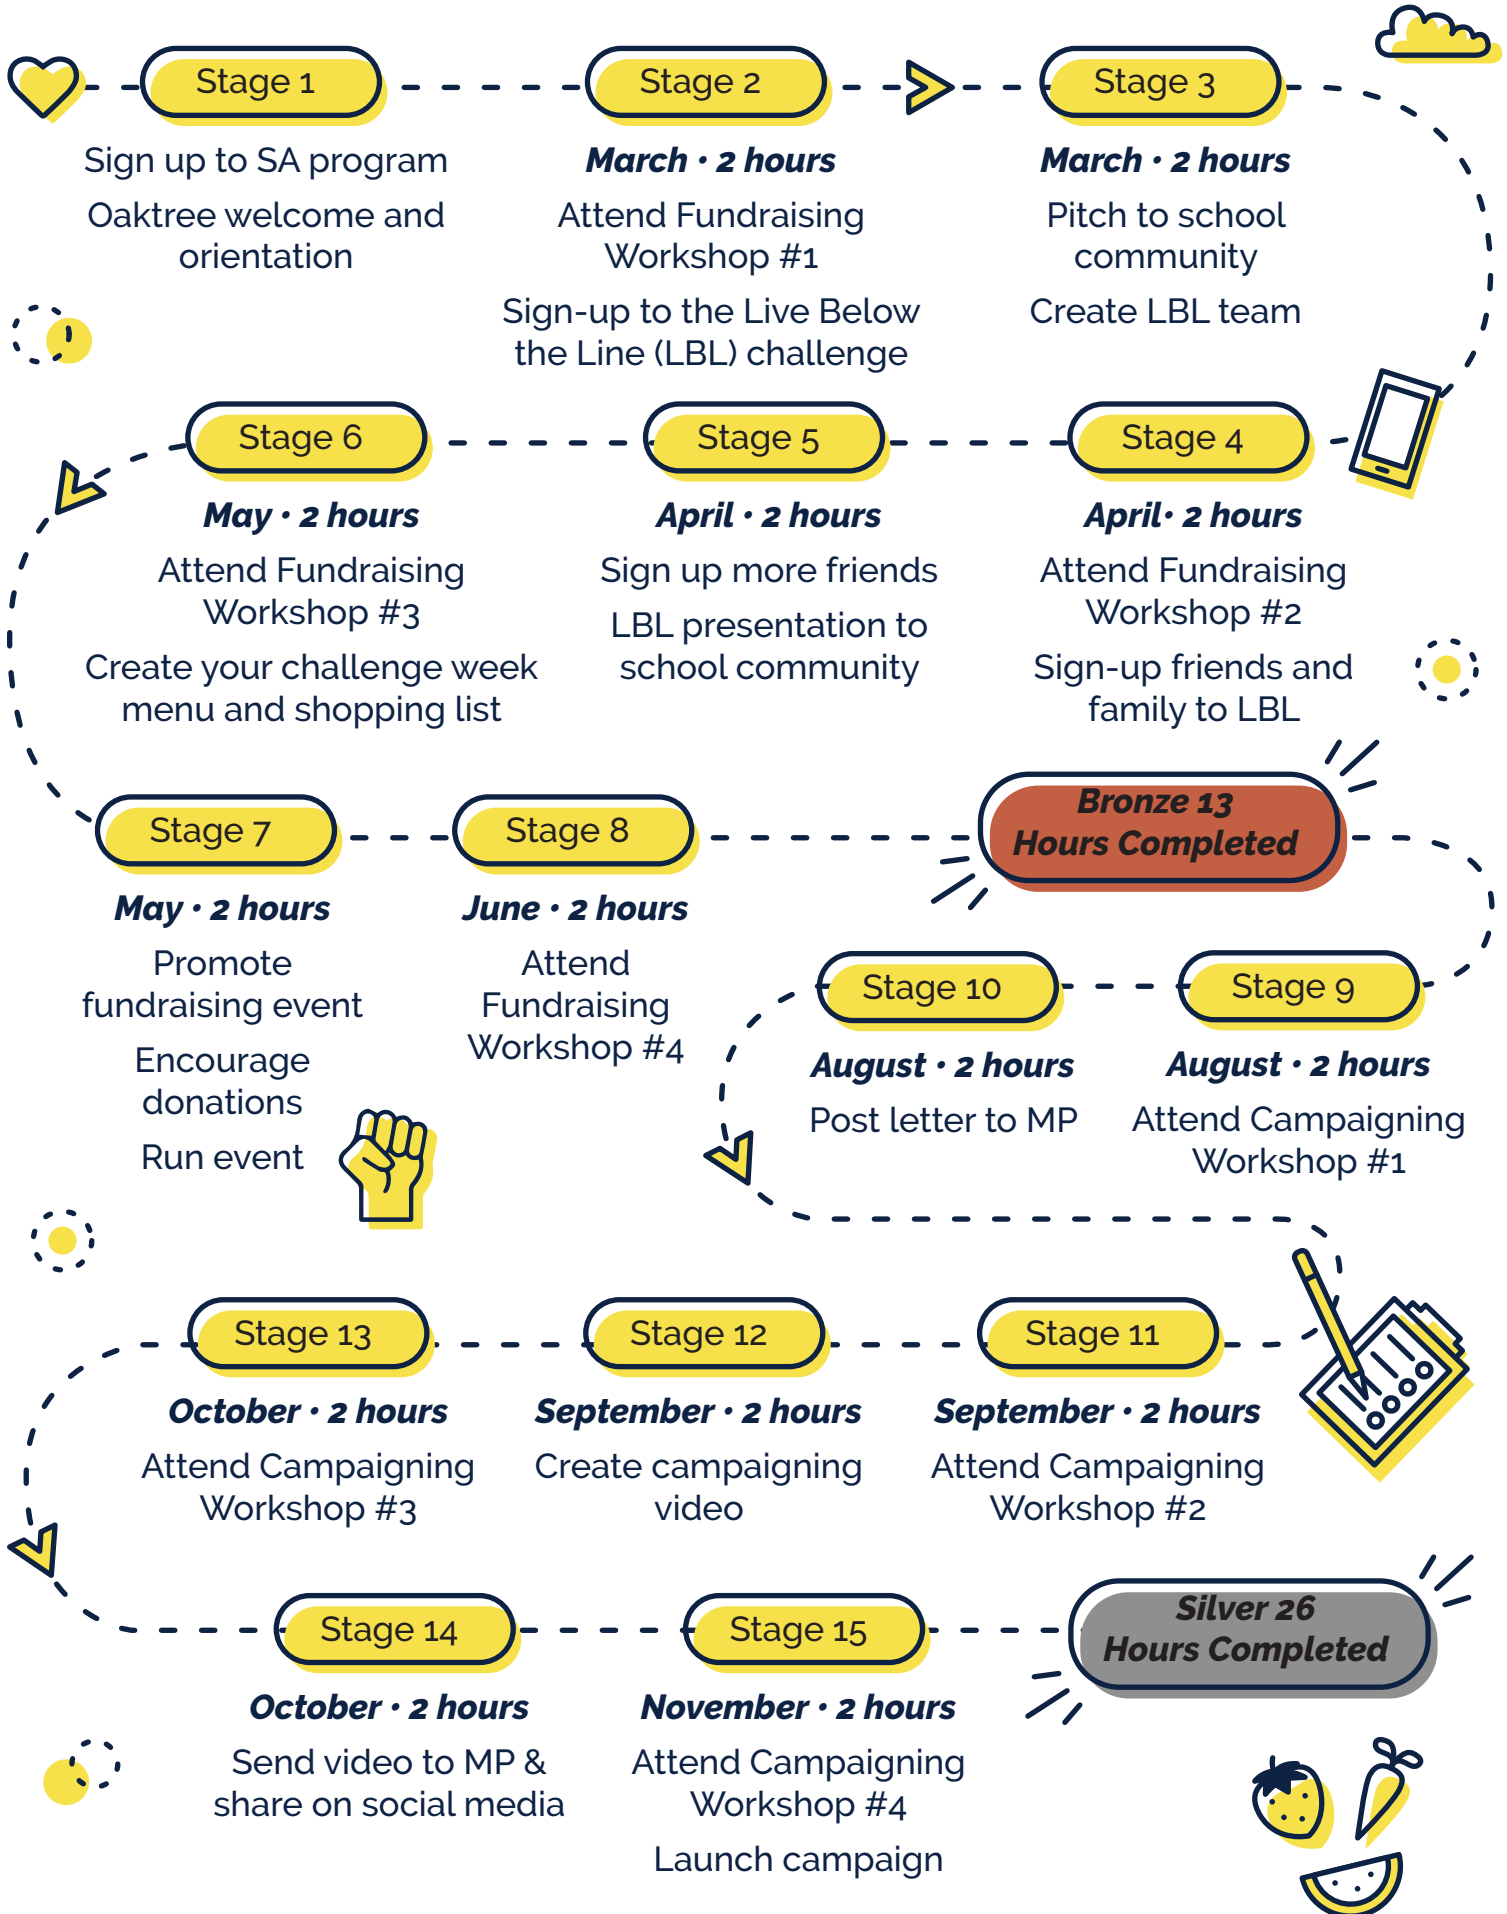 Stage 1
Sign up to SA program
Oaktree welcome and
orientation
Stage 2
March • 2 hours
Attend Fundraising
Workshop #1
Sign-up to the Live Below
the Line (LBL) challenge
Stage 3
March • 2 hours
Pitch to school
community
Create LBL team
Stage 4
April• 2 hours
Attend Fundraising
Workshop #2
Sign-up friends and
family to LBL
Stage 5
April • 2 hours
Sign up more friends
LBL presentation to
school community
Stage 6
May • 2 hours
Attend Fundraising
Workshop #3
Create your challenge week
menu and shopping list
Stage 7
May • 2 hours
Promote
fundraising event
Encourage
donations
Run event
Stage 8
June • 2 hours
Attend
Fundraising
Workshop #4
Bronze 13
Hours Completed
Stage 9
August • 2 hours
Attend Campaigning
Workshop #1
Stage 10
August • 2 hours
Post letter to MP
Stage 11
September • 2 hours
Attend Campaigning
Workshop #2
Stage 12
September • 2 hours
Create campaigning
video
Stage 13
October • 2 hours
Attend Campaigning
Workshop #3
Stage 14
October • 2 hours
Send video to MP &
share on social media
Stage 15
November • 2 hours
Attend Campaigning
Workshop #4
Launch campaign
Silver 26
Hours Completed